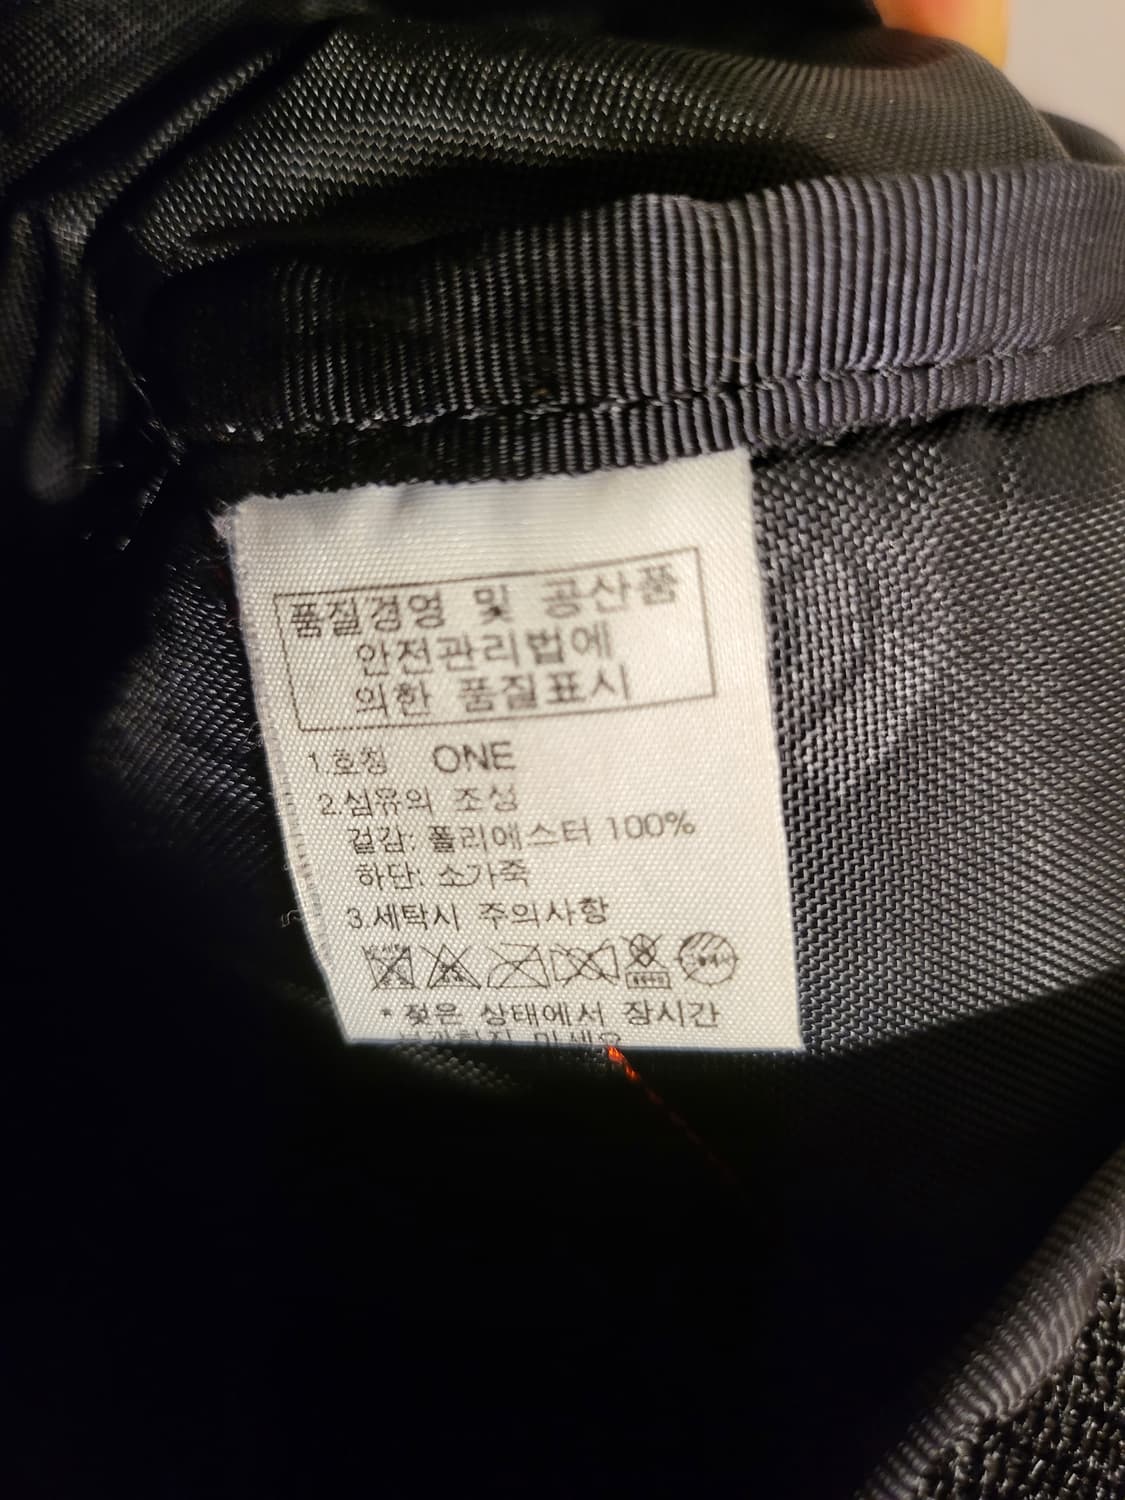 품질경영 및 공산품
안전관리법에
의한 품질표시
1.호칭 ONE
2.섬유의 조성
겉감: 폴리에스터 100%
하단: 소가죽
3.세탁시 주의사항
* 젖은 상태에서 장시간
마세요